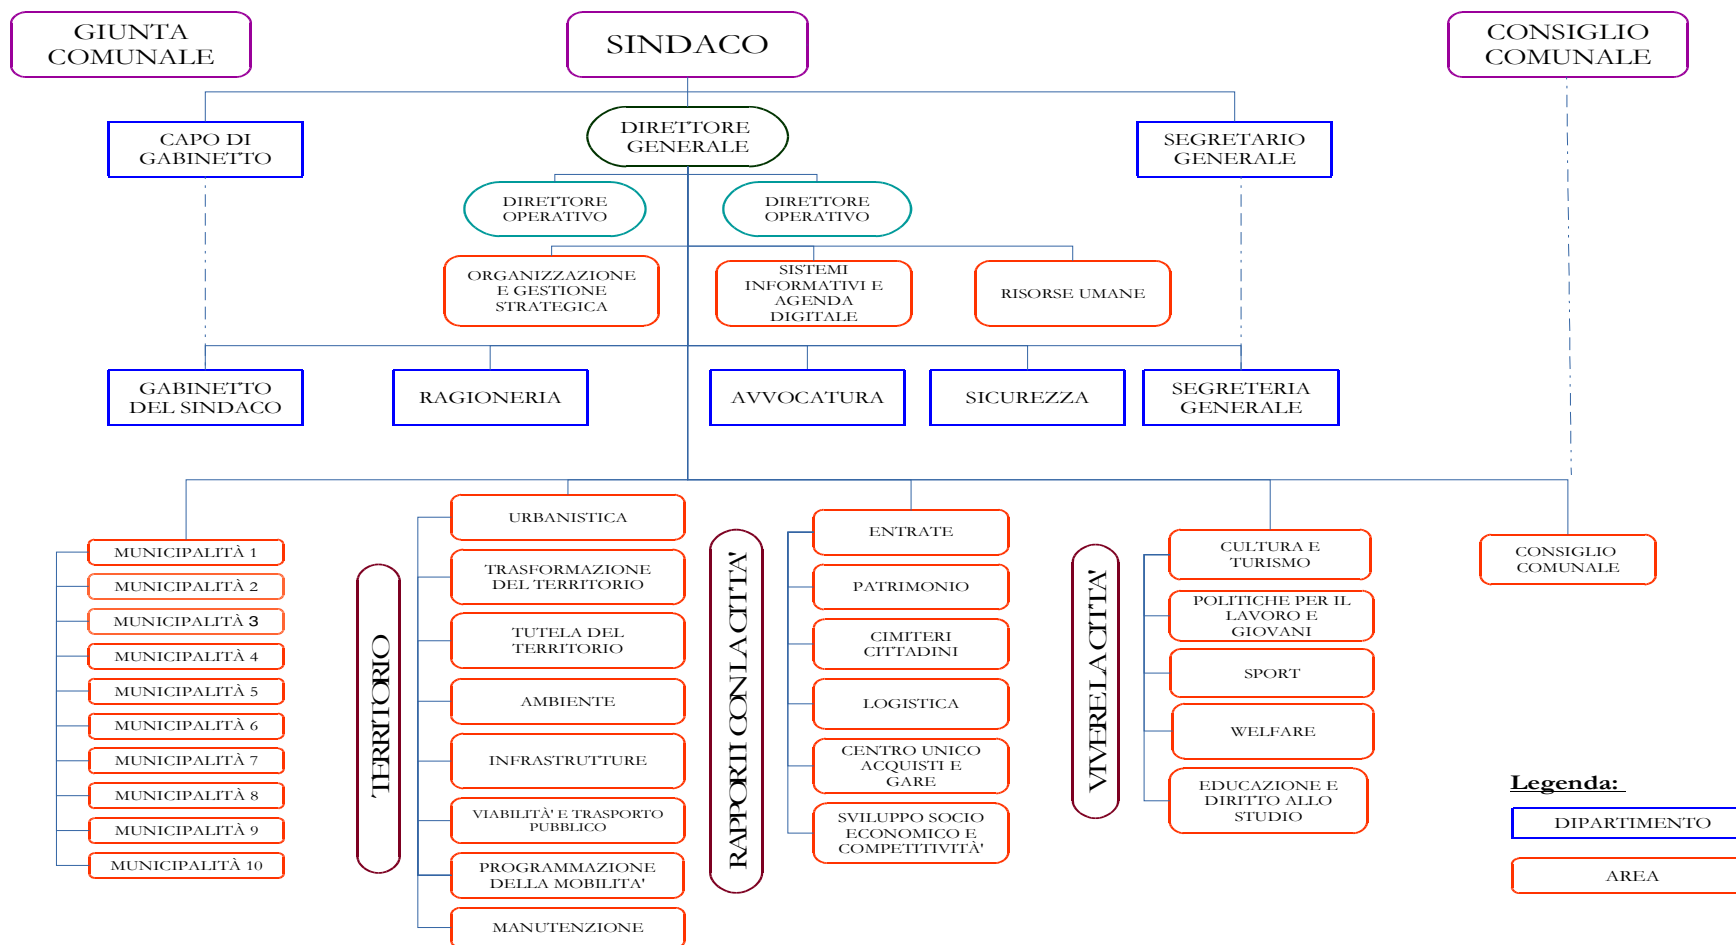 GIUNTA
COMUNALE
SINDACO
CONSIGLIO
COMUNALE
CAPO DI
GABINETTO
DIRETTORE
GENERALE
SEGRETARIO
GENERALE
DIRETTORE
OPERATIVO
DIRETTORE
OPERATIVO
ORGANIZZAZIONE
E GESTIONE
STRATEGICA
SISTEMI
INFORMATIVI E
AGENDA
DIGITALE
RISORSE UMANE
GABINETTO
DEL SINDACO
RAGIONERIA
AVVOCATURA
SICUREZZA
SEGRETERIA
GENERALE
MUNICIPALITÀ 1
MUNICIPALITÀ 2
MUNICIPALITÀ 3
MUNICIPALITÀ 4
MUNICIPALITÀ 5
MUNICIPALITÀ 6
MUNICIPALITÀ 7
MUNICIPALITÀ 8
MUNICIPALITÀ 9
MUNICIPALITÀ 10
TERRITORIO
URBANISTICA
TRASFORMAZIONE
DEL TERRITORIO
TUTELA DEL
TERRITORIO
AMBIENTE
INFRASTRUTTURE
VIABILITÀ' E TRASPORTO
PUBBLICO
PROGRAMMAZIONE
DELLA MOBILITA'
MANUTENZIONE
RAPPORTI CON LA CITTA'
ENTRATE
PATRIMONIO
CIMITERI
CITTADINI
LOGISTICA
CENTRO UNICO
ACQUISTI E
GARE
SVILUPPO SOCIO
ECONOMICO E
COMPETITIVITÀ'
VIVERE LA CITTA'
CULTURA E
TURISMO
POLITICHE PER IL
LAVORO E
GIOVANI
SPORT
WELFARE
EDUCAZIONE E
DIRITTO ALLO
STUDIO
CONSIGLIO
COMUNALE
Legenda:
DIPARTIMENTO
AREA